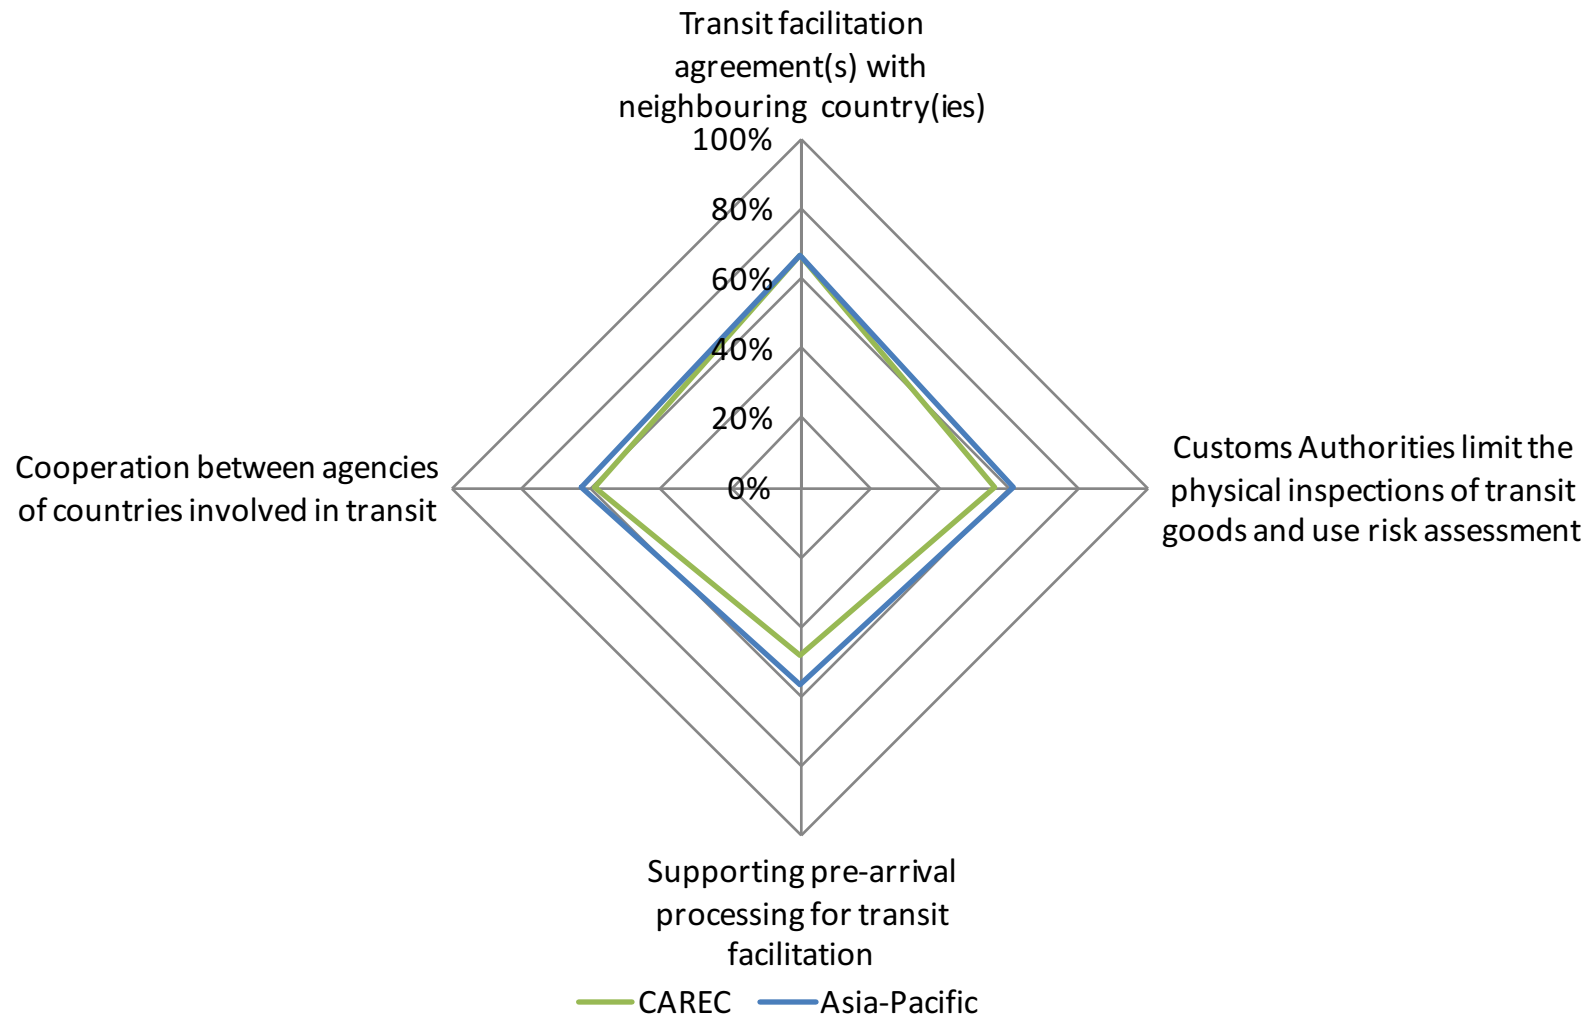 Transit facilitation
agreement(s) with
neighbouring country(ies)
100%
80%
60%
40%
20%
0%
Customs Authorities limit the
physical inspections of transit
goods and use risk assessment
Cooperation between agencies
of countries involved in transit
Supporting pre-arrival
processing for transit
facilitation
CAREC Asia-Pacific